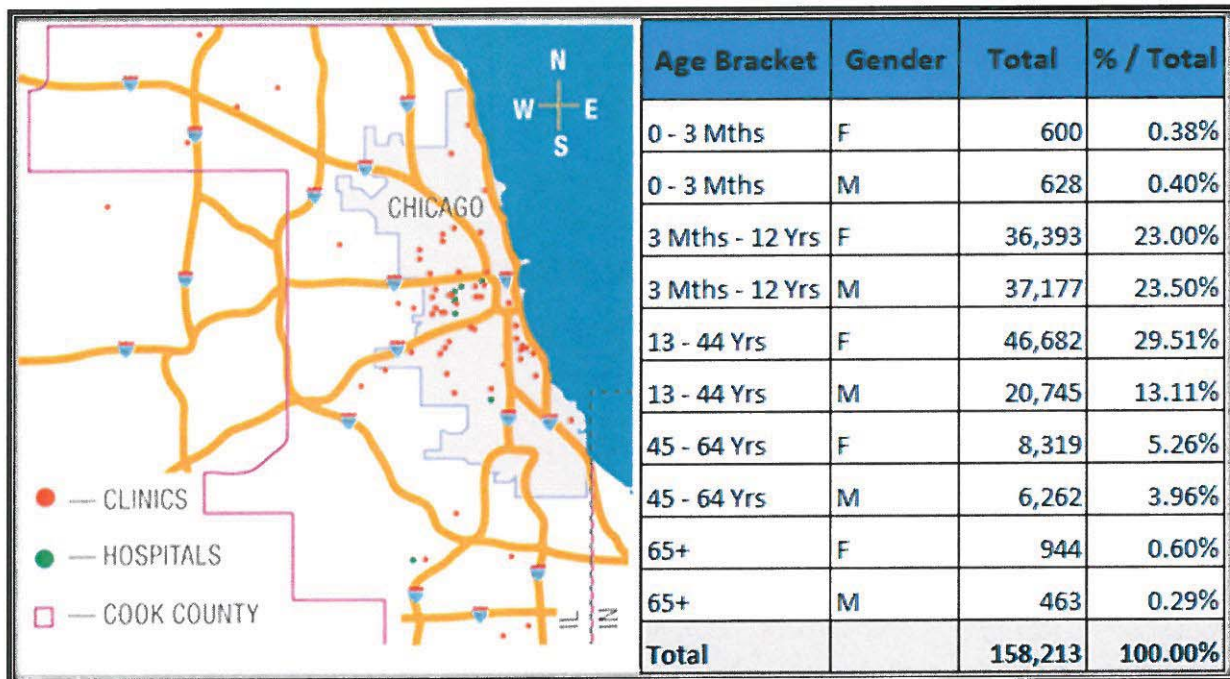 N
W E
S
CHICAGO
— CLINICS
— HOSPITALS
— COOK COUNTY
IL
IN
Age Bracket Gender Total % / Total
0 - 3 Mths F 600 0.38%
0 - 3 Mths M 628 0.40%
3 Mths - 12 Yrs F 36,393 23.00%
3 Mths - 12 Yrs M 37,177 23.50%
13 - 44 Yrs F 46,682 29.51%
13 - 44 Yrs M 20,745 13.11%
45 - 64 Yrs F 8,319 5.26%
45 - 64 Yrs M 6,262 3.96%
65+ F 944 0.60%
65+ M 463 0.29%
Total 158,213 100.00%